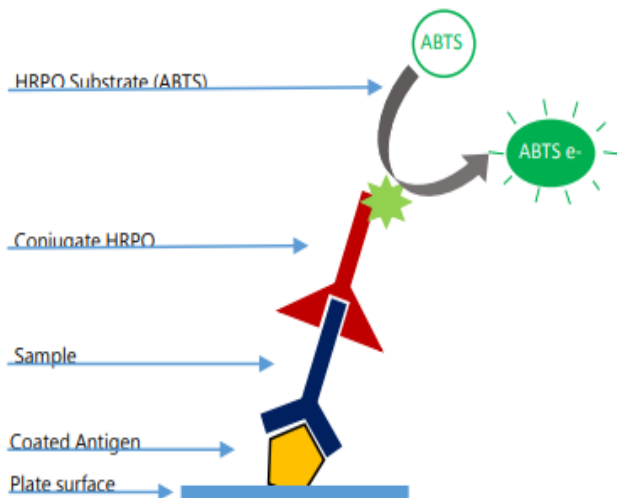 ABTS
HRPO Substrate (ABTS)
ABTS e-
Conjugate HRPO
Sample
Coated Antigen
Plate surface